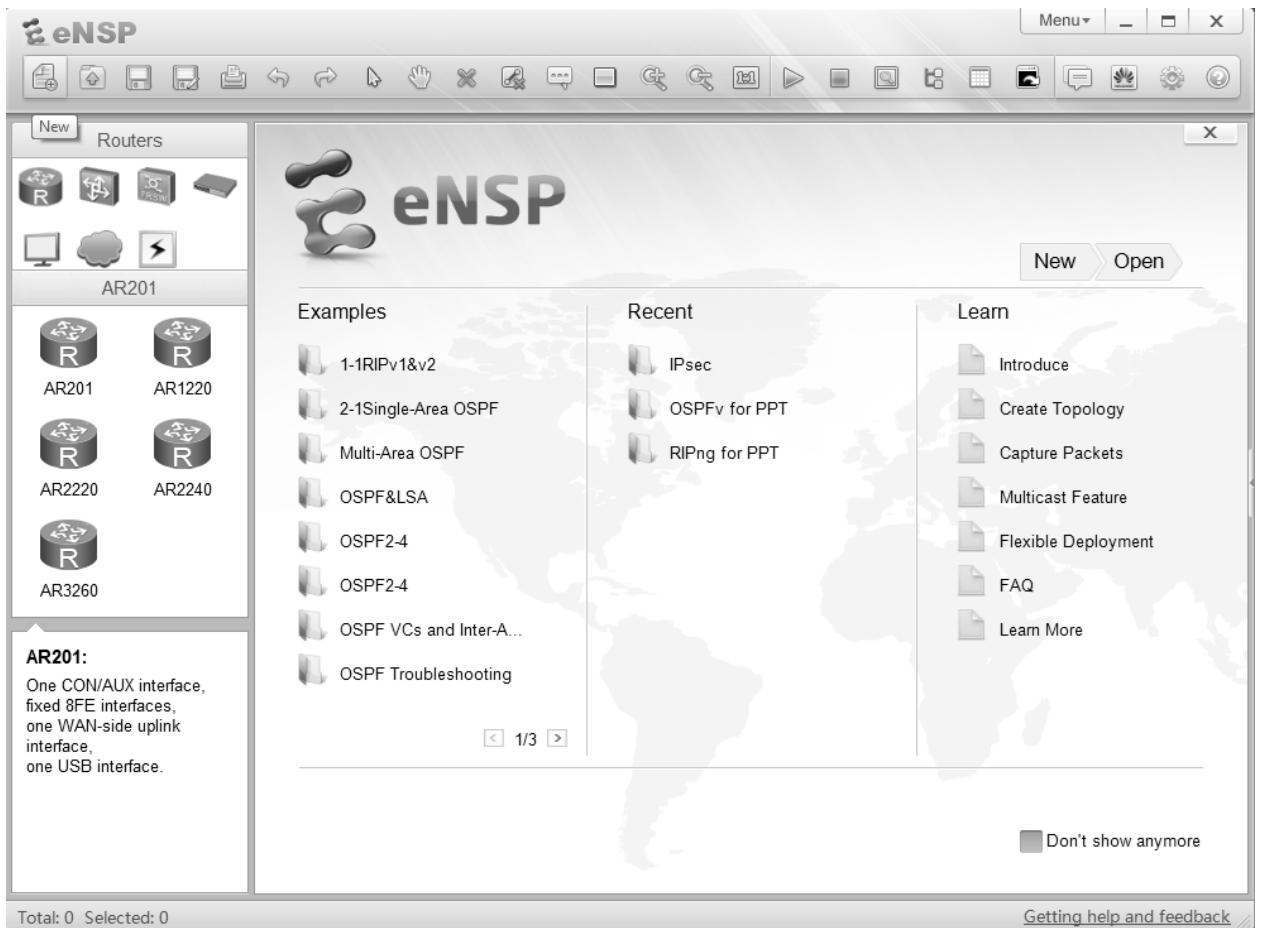 eNSP
Menu
1:1
New
Routers
R
FRSW
AR201
R
R
AR201
AR1220
R
R
AR2220
AR2240
R
AR3260
AR201:
One CON/AUX interface,
fixed 8FE interfaces,
one WAN-side uplink
interface,
one USB interface.
X
eNSP
New
Open
Examples
1-1RIPv1&v2
2-1Single-Area OSPF
Multi-Area OSPF
OSPF&LSA
OSPF2-4
OSPF2-4
OSPF VCs and Inter-A...
OSPF Troubleshooting
< 1/3 >
Recent
IPsec
OSPFv for PPT
RIPng for PPT
Learn
Introduce
Create Topology
Capture Packets
Multicast Feature
Flexible Deployment
FAQ
Learn More
Don't show anymore
Total: 0 Selected: 0
Getting help and feedback